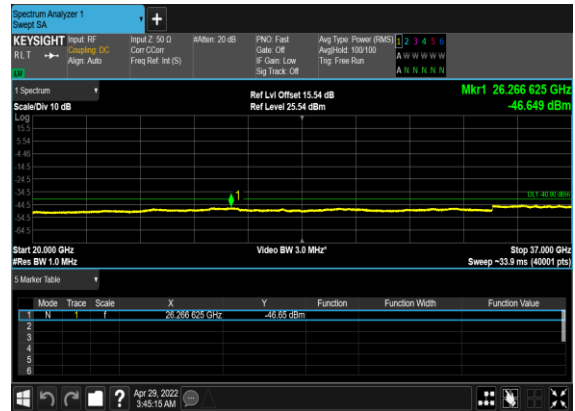 Spectrum Analyzer 1
Swept SA
+
KEYSIGHT
RLT
LXI
Input: RF
Coupling: DC
Align: Auto
Input Z: 50 Ω
Corr CCorr
Freq Ref: Int (S)
#Atten: 20 dB
PNO: Fast
Gate: Off
IF Gain: Low
Sig Track: Off
Avg Type: Power (RMS)
Avg|Hold: 100/100
Trig: Free Run
1 2 3 4 5 6
A W W W W W
A N N N N N
1 Spectrum
Scale/Div 10 dB
Log
Ref Lvl Offset 15.54 dB
Ref Level 25.54 dBm
Mkr1 26.266 625 GHz
-46.649 dBm
15.5
5.54
-4.46
-14.5
-24.5
-34.5
-44.5
-54.5
-64.5
1
DL1 -40.00 dBm
Start 20.000 GHz
#Res BW 1.0 MHz
Video BW 3.0 MHz*
Stop 37.000 GHz
Sweep ~33.9 ms (40001 pts)
5 Marker Table
Mode Trace Scale X Y Function Function Width Function Value
1 N 1 f 26.266 625 GHz -46.65 dBm
2
3
4
5
6
?
Apr 29, 2022
3:45:15 AM